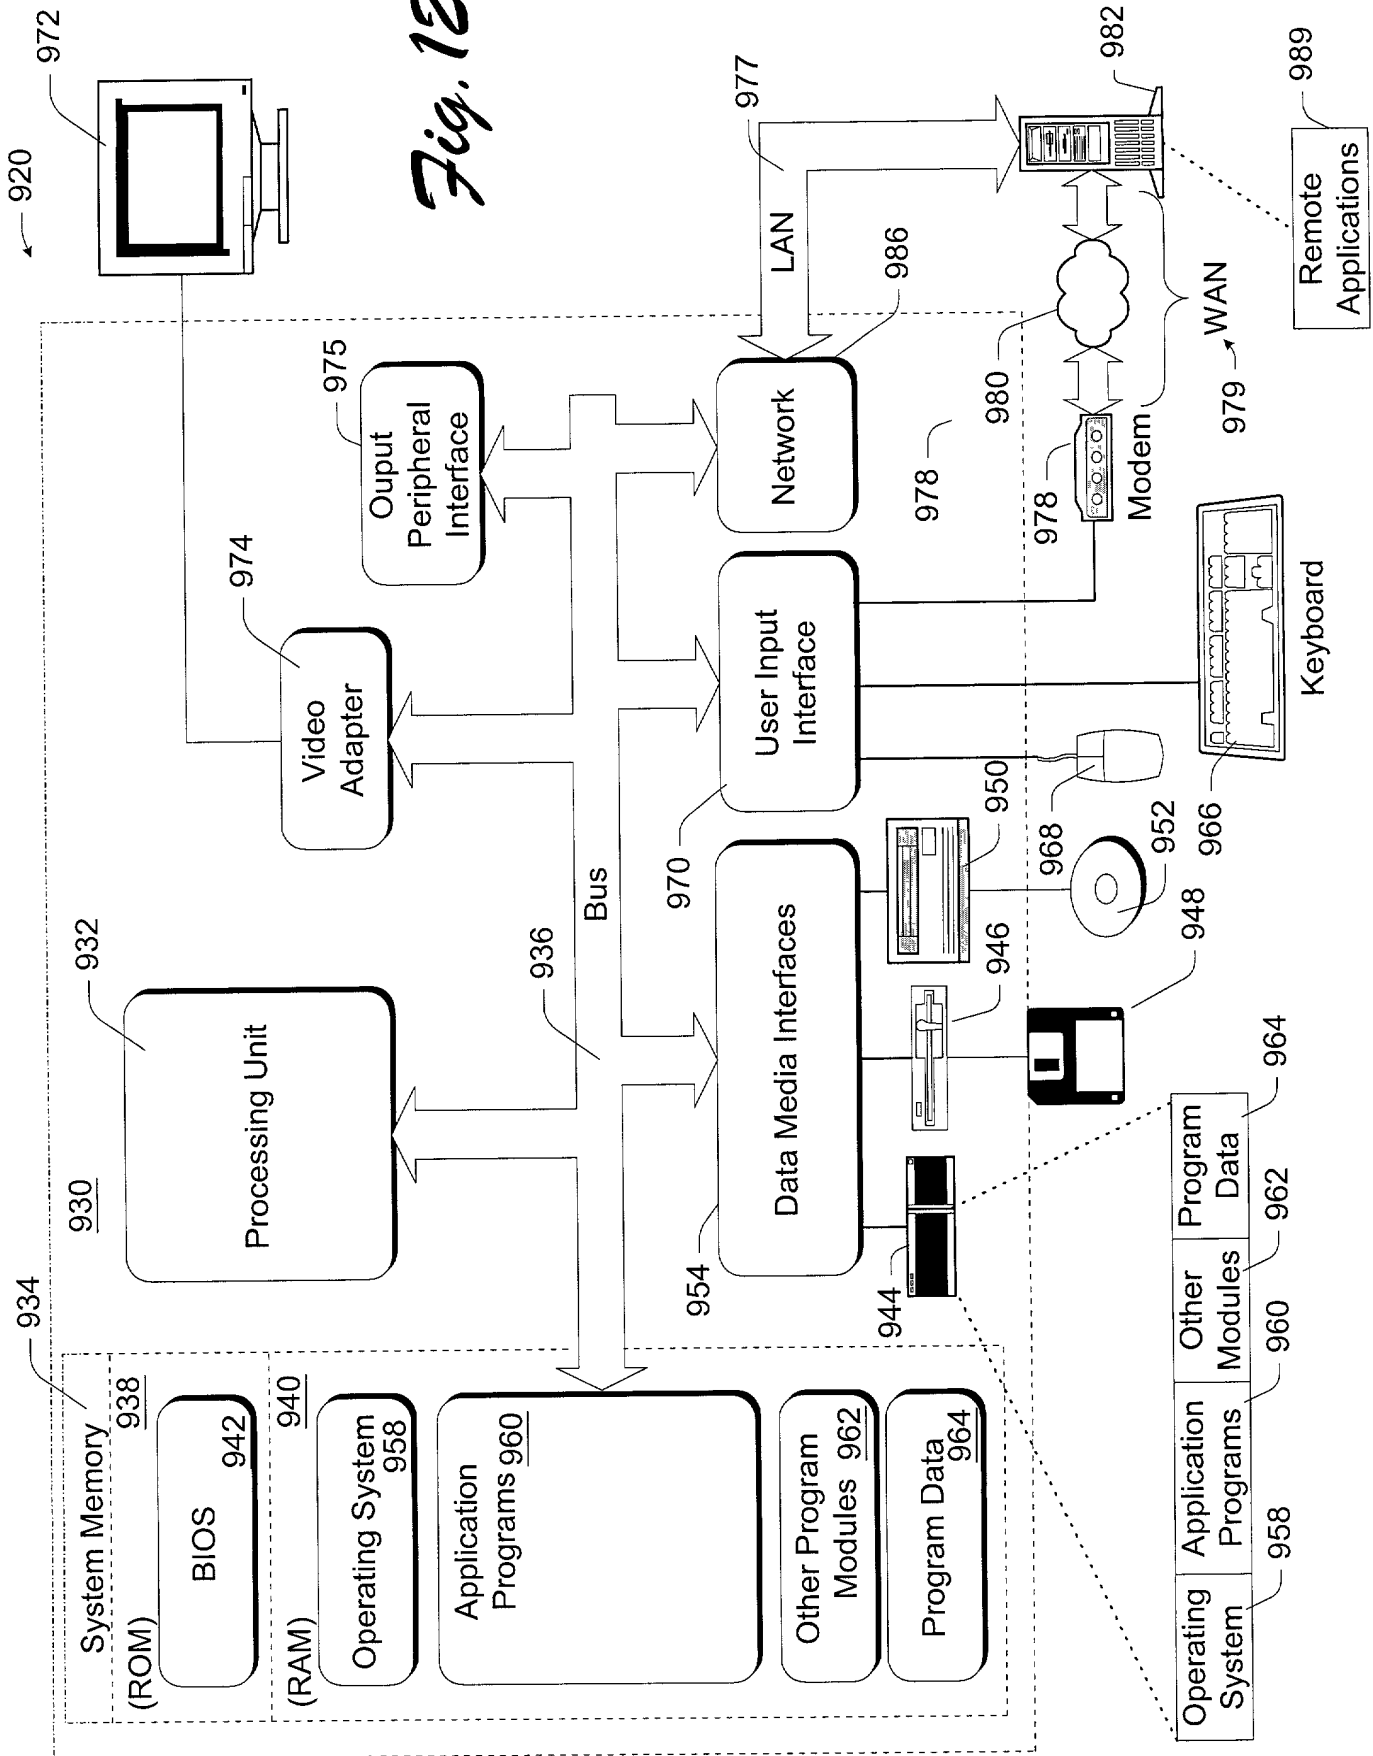 920
972
Fig. 12
934
System Memory
930
932
Processing Unit
974
Video
Adapter
975
Ouput
Peripheral
Interface
(ROM)
938
BIOS
942
(RAM)
940
Operating System
958
Application
Programs 960
Other Program
Modules 962
Program Data
964
936
Bus
LAN
977
954
Data Media Interfaces
970
User Input
Interface
Network
986
944
946
950
978
980
982
948
952
968
966
Keyboard
978
Modem
WAN
979
Remote
Applications
989
Operating
System
Application
Programs
Other
Modules
Program
Data
958
960
962
964